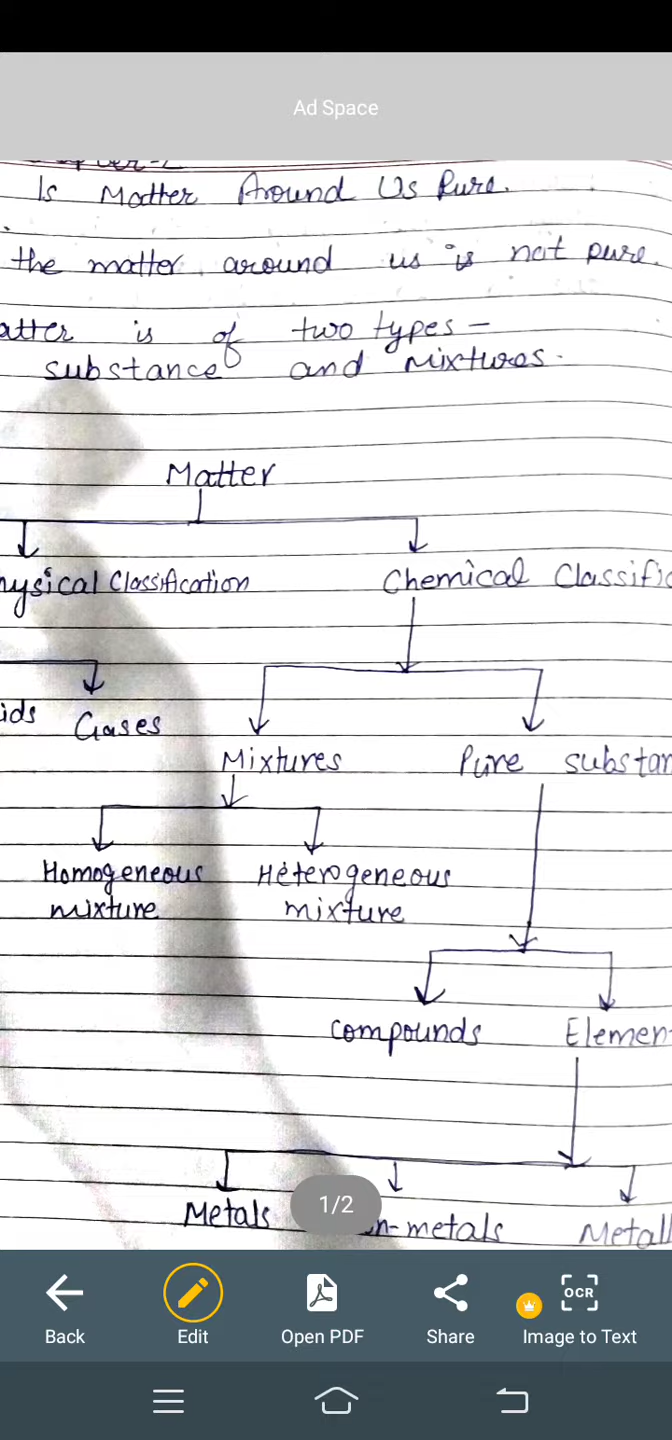 Ad Space
Is Matter Around Us Pure.
the matter around us is not pure.
atter is of two types –
substance and Mixtures.
Matter
hysical Classification Chemical Classific
ids Gases
Mixtures Pure substan
Homogeneous Heterogeneous
mixture mixture
Compounds Elemen
1/2
Metals n-metals Metall
Back Edit Open PDF Share OCR Image to Text